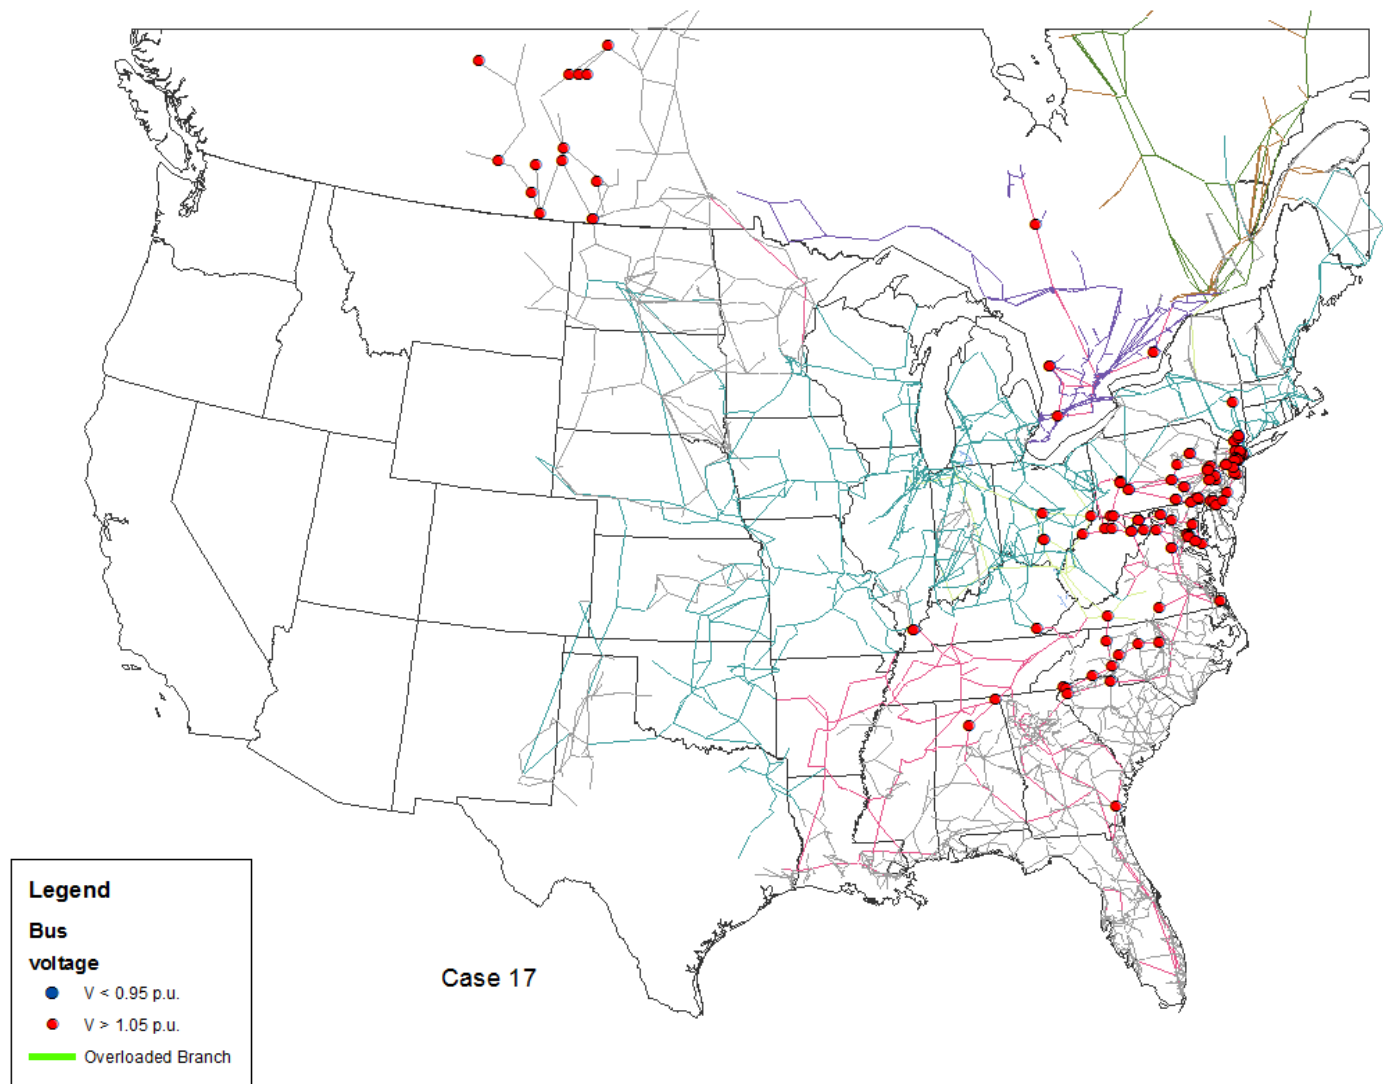 Case 17
Legend
Bus
voltage
V < 0.95 p.u.
V > 1.05 p.u.
Overloaded Branch